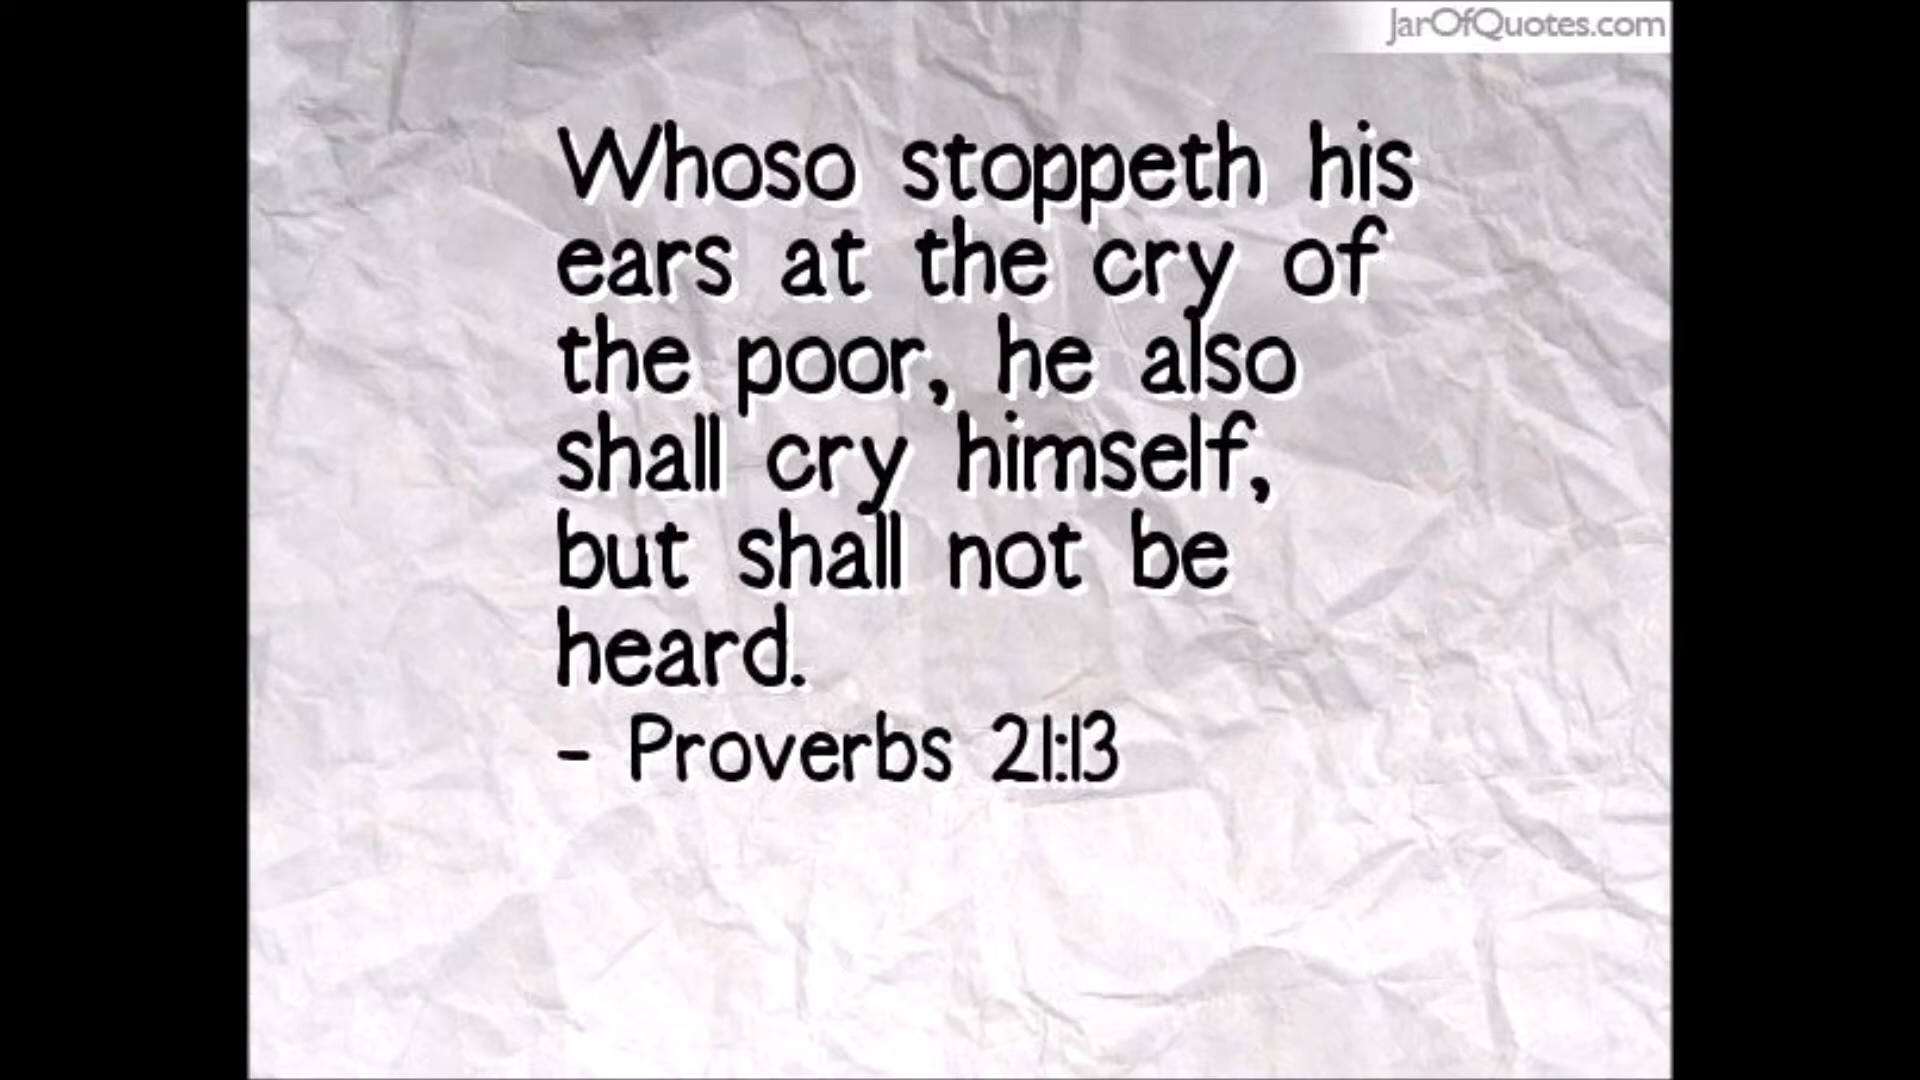 JarOfQuotes.com
Whoso stoppeth his
ears at the cry of
the poor, he also
shall cry himself,
but shall not be
heard.
- Proverbs 21:13